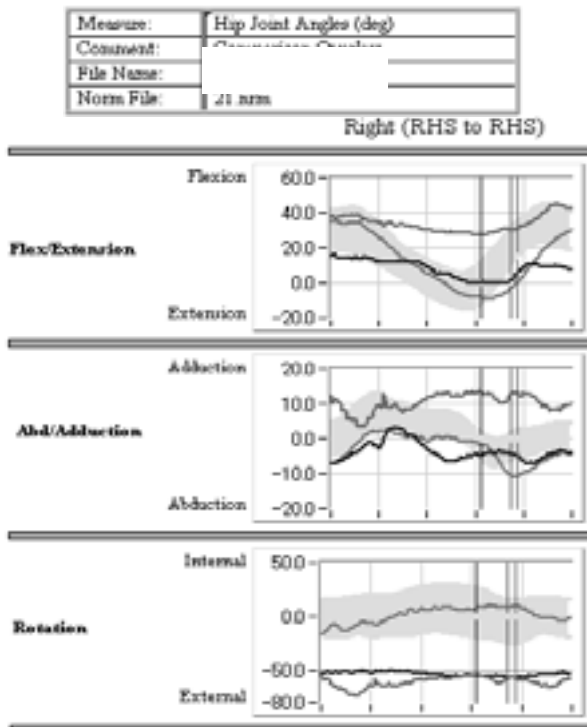 Measure: Hip Joint Angles (deg)
Comment:
File Name:
Norm File: 21.nrm
Right (RHS to RHS)
Flexion
60.0
40.0
Flex/Extension
20.0
0.0
Extension
-20.0
Adduction
20.0
10.0
Abd/Adduction
0.0
-10.0
Abduction
-20.0
Internal
50.0
0.0
Rotation
-50.0
External
-80.0